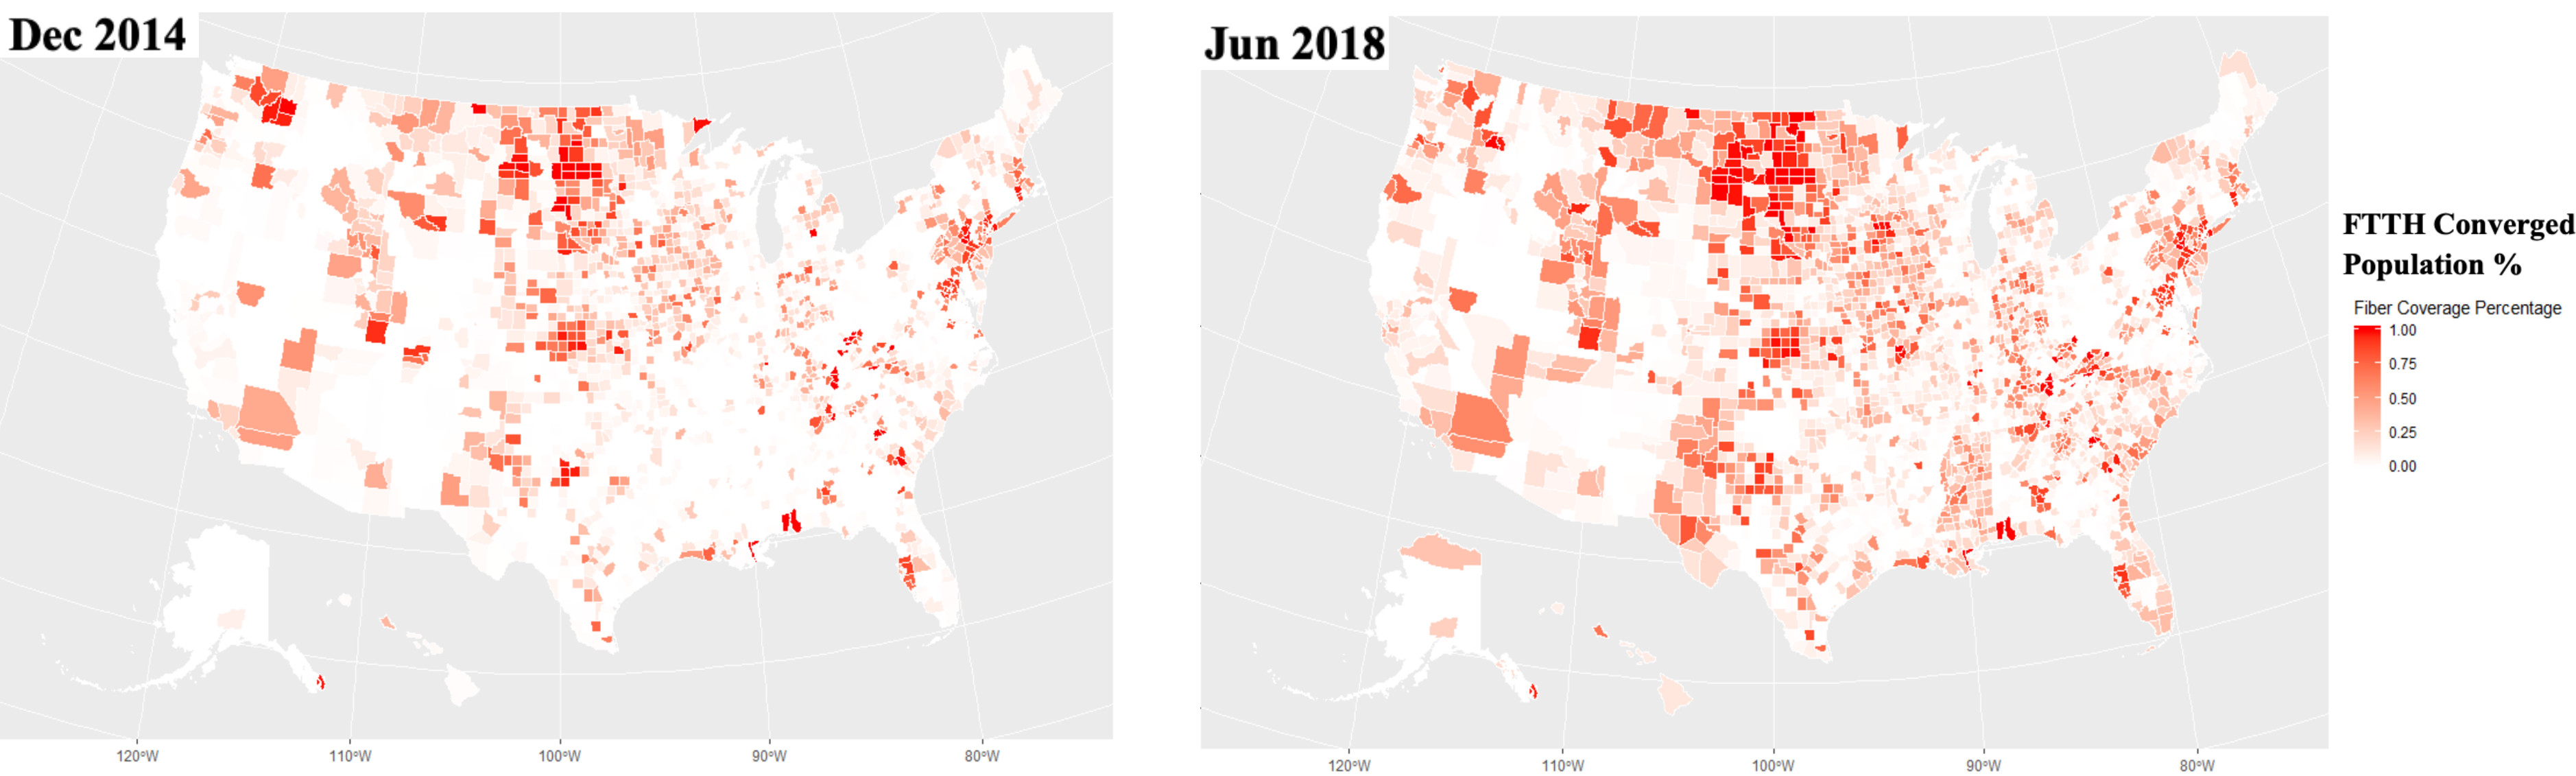 Dec 2014
120°W 110°W 100°W 90°W 80°W
Jun 2018
120°W 110°W 100°W 90°W 80°W
FTTH Converged
Population %
Fiber Coverage Percentage
1.00
0.75
0.50
0.25
0.00